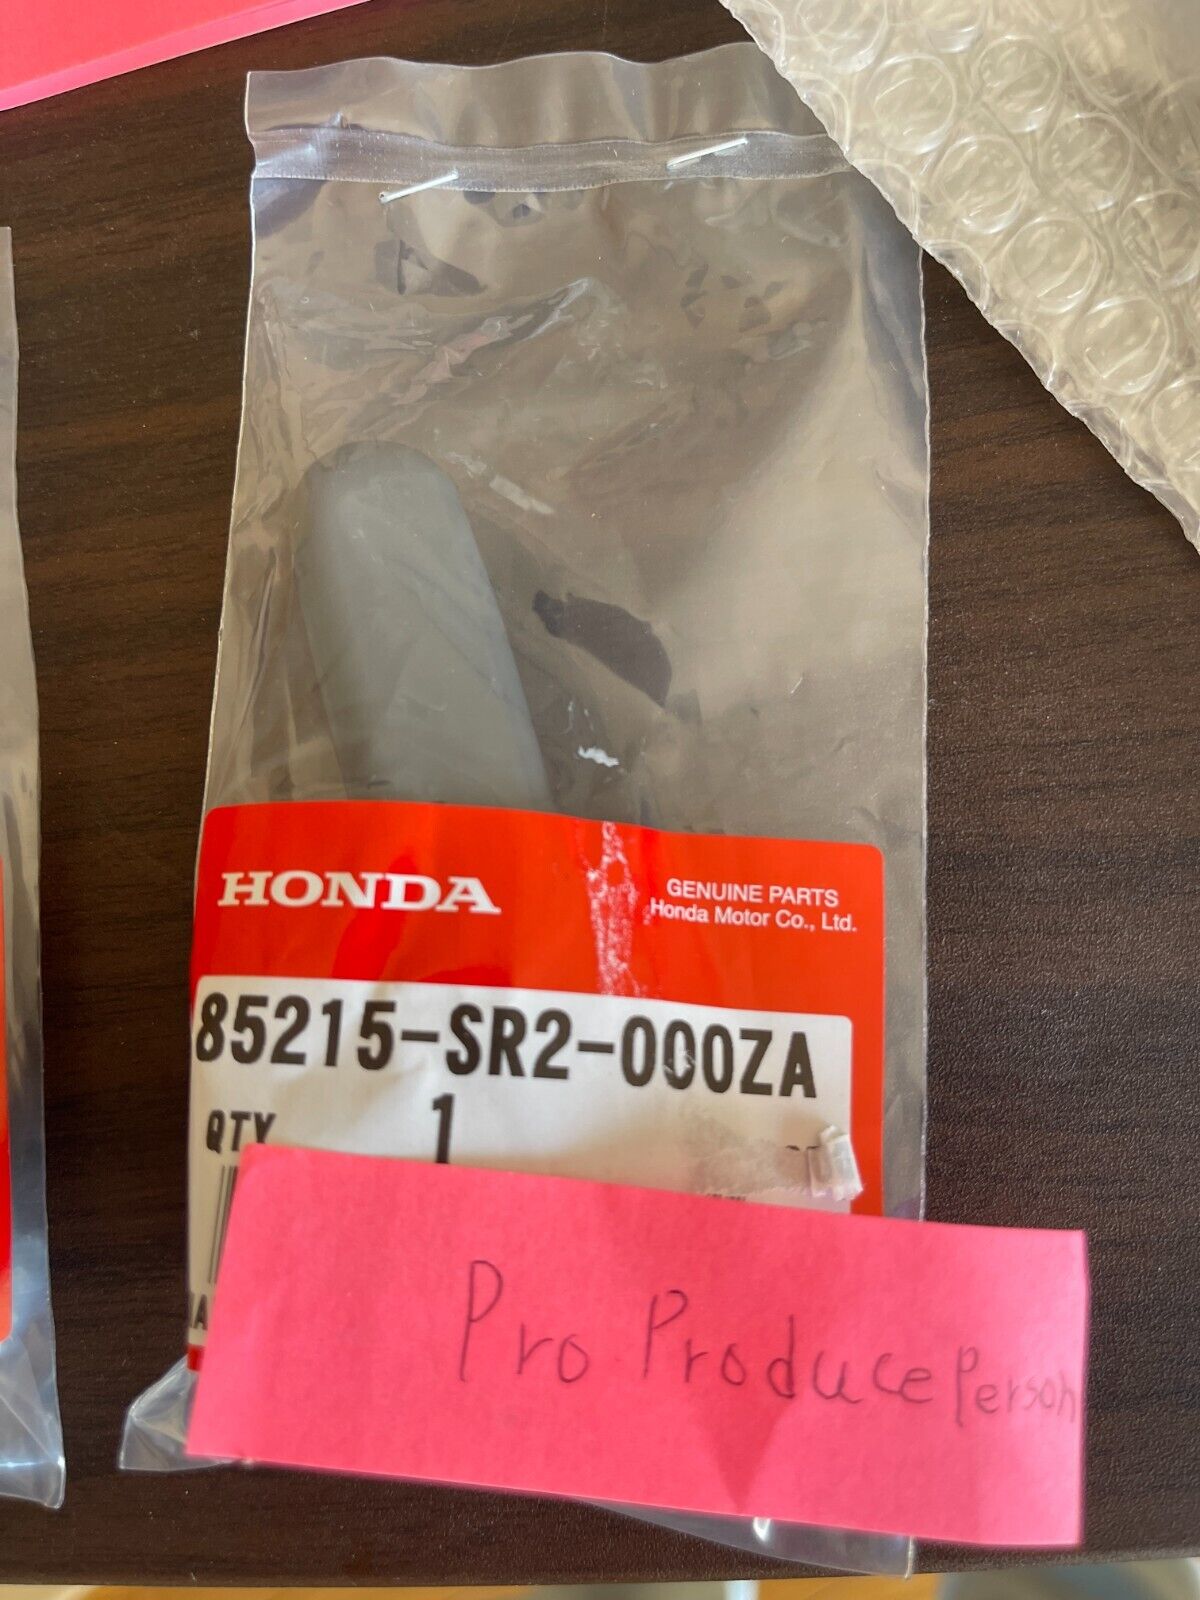 HONDA
GENUINE PARTS
Honda Motor Co., Ltd.
85215-SR2-000ZA
QTY 1
Pro Produce Person